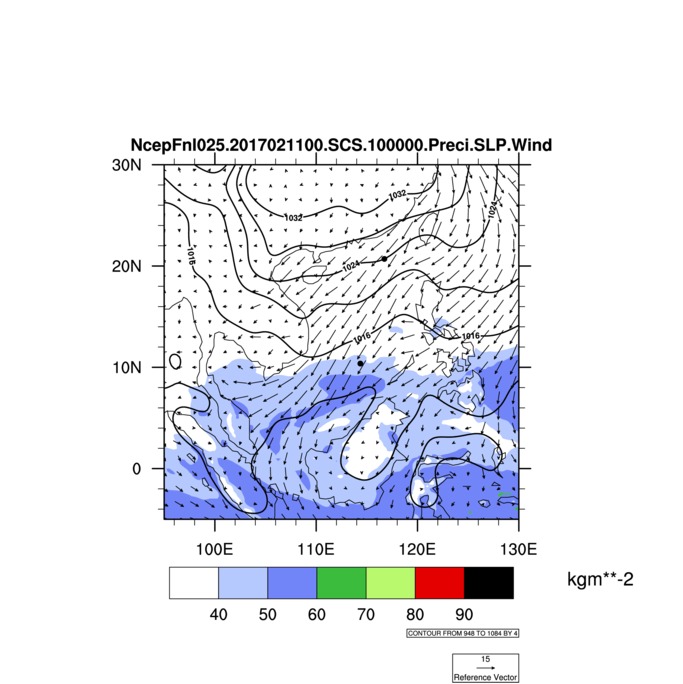 NcepFnl025.2017021100.SCS.100000.Preci.SLP.Wind
30N
1032
1032
1024
1016
20N
1024
1016
1016
10N
0
100E
110E
120E
130E
kgm**-2
40
50
60
70
80
90
CONTOUR FROM 948 TO 1084 BY 4
15
Reference Vector